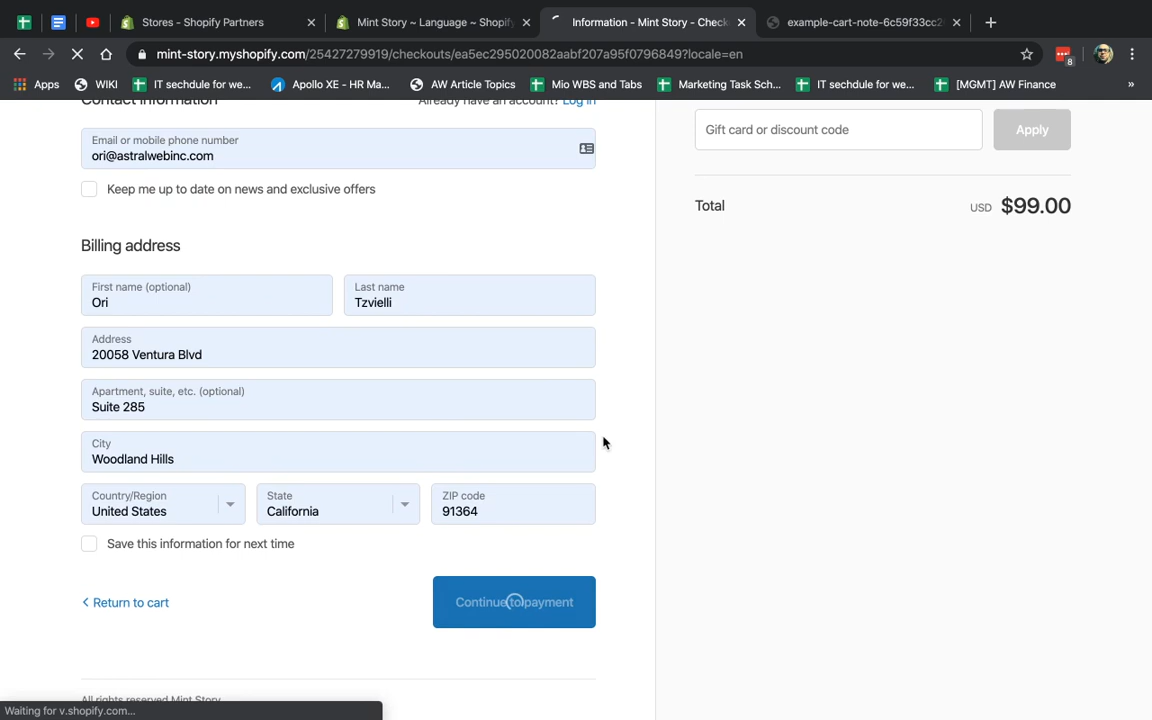 Stores - Shopify Partners
Mint Story ~ Language ~ Shopify
Information - Mint Story - Check
example-cart-note-6c59f33cc2
mint-story.myshopify.com/25427279919/checkouts/ea5ec295020082aabf207a95f0796849?locale=en
8
Apps
WIKI
IT sechdule for we...
Apollo XE - HR Ma...
AW Article Topics
Mio WBS and Tabs
Marketing Task Sch...
IT sechdule for we...
[MGMT] AW Finance
»
Contact information
Already have an account? Log in
Email or mobile phone number
ori@astralwebinc.com
Keep me up to date on news and exclusive offers
Billing address
First name (optional)
Ori
Last name
Tzvielli
Address
20058 Ventura Blvd
Apartment, suite, etc. (optional)
Suite 285
City
Woodland Hills
Country/Region
United States
State
California
ZIP code
91364
Save this information for next time
Return to cart
Continue to payment
All rights reserved Mint Story
Waiting for v.shopify.com...
Gift card or discount code
Apply
Total
USD $99.00